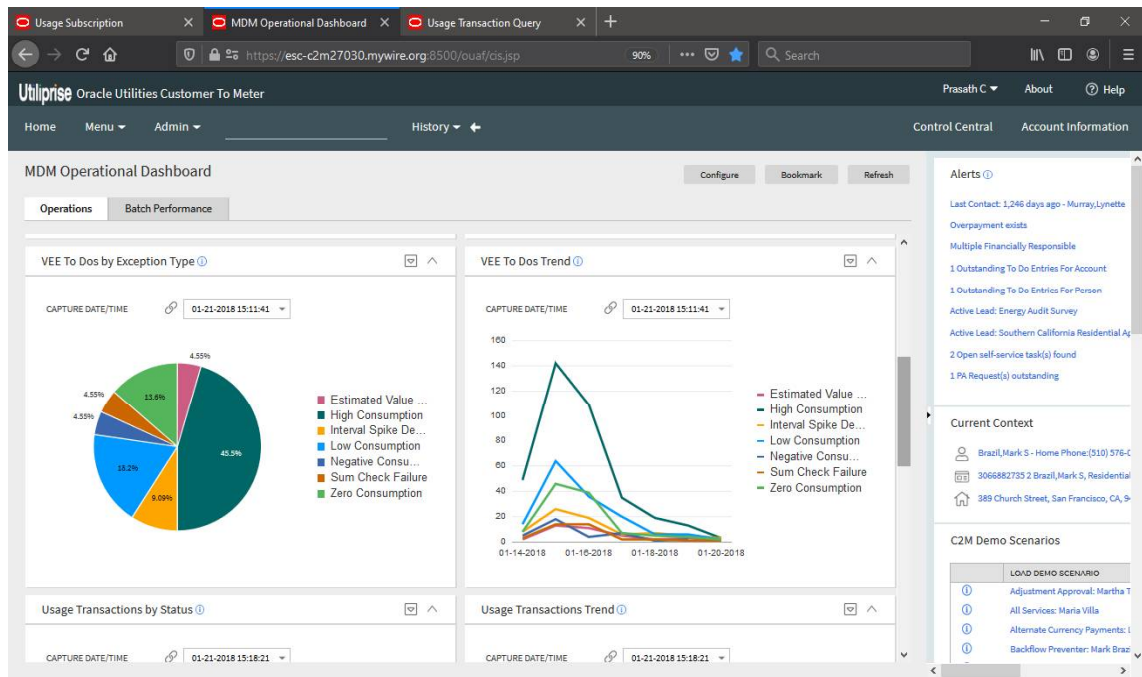 Usage Subscription
MDM Operational Dashboard
Usage Transaction Query
https://esc-c2m27030.mywire.org:8500/ouaf/cis.jsp
90%
Search
Utiliprise Oracle Utilities Customer To Meter
Prasath C
About
Help
Home
Menu
Admin
History
Control Central
Account Information
MDM Operational Dashboard
Configure
Bookmark
Refresh
Operations
Batch Performance
VEE To Dos by Exception Type
CAPTURE DATE/TIME
01-21-2018 15:11:41
4.55%
45.5%
9.09%
18.2%
4.55%
4.55%
13.6%
Estimated Value ...
High Consumption
Interval Spike De...
Low Consumption
Negative Consu...
Sum Check Failure
Zero Consumption
VEE To Dos Trend
CAPTURE DATE/TIME
01-21-2018 15:11:41
160
140
120
100
80
60
40
20
0
01-14-2018
01-16-2018
01-18-2018
01-20-2018
Estimated Value ...
High Consumption
Interval Spike De...
Low Consumption
Negative Consu...
Sum Check Failure
Zero Consumption
Usage Transactions by Status
CAPTURE DATE/TIME
01-21-2018 15:18:21
Usage Transactions Trend
CAPTURE DATE/TIME
01-21-2018 15:18:21
Alerts
Last Contact: 1,246 days ago - Murray,Lynette
Overpayment exists
Multiple Financially Responsible
1 Outstanding To Do Entries For Account
1 Outstanding To Do Entries For Person
Active Lead: Energy Audit Survey
Active Lead: Southern California Residential
2 Open self-service task(s) found
1 PA Request(s) outstanding
Current Context
Brazil,Mark S - Home Phone:(510) 576-
3066882735 2 Brazil,Mark S, Residential
389 Church Street, San Francisco, CA,
C2M Demo Scenarios
LOAD DEMO SCENARIO
Adjustment Approval: Martha
All Services: Maria Villa
Alternate Currency Payments:
Backflow Preventer: Mark